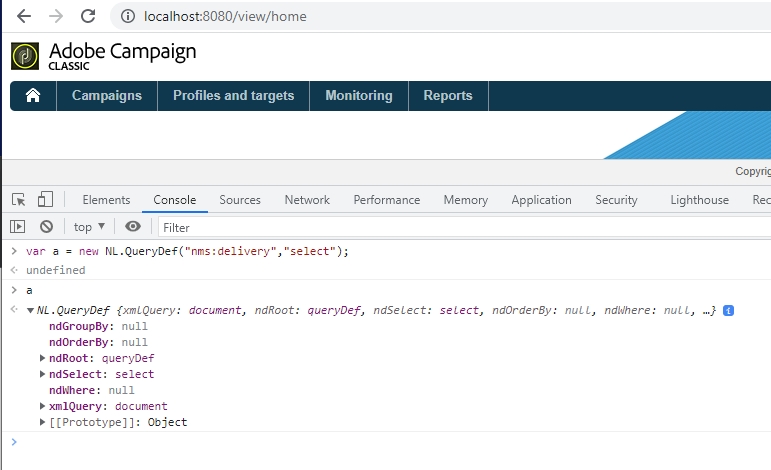 localhost:8080/view/home
Adobe Campaign
CLASSIC
Campaigns Profiles and targets Monitoring Reports
Copyrig
Elements Console Sources Network Performance Memory Application Security Lighthouse Rec
top ▼ Filter
> var a = new NL.QueryDef("nms:delivery","select");
undefined
> a
▼NL.QueryDef {xmlQuery: document, ndRoot: queryDef, ndSelect: select, ndOrderBy: null, ndWhere: null, …} i
ndGroupBy: null
ndOrderBy: null
▶ ndRoot: queryDef
▶ ndSelect: select
ndWhere: null
▶ xmlQuery: document
▶ [[Prototype]]: Object
>